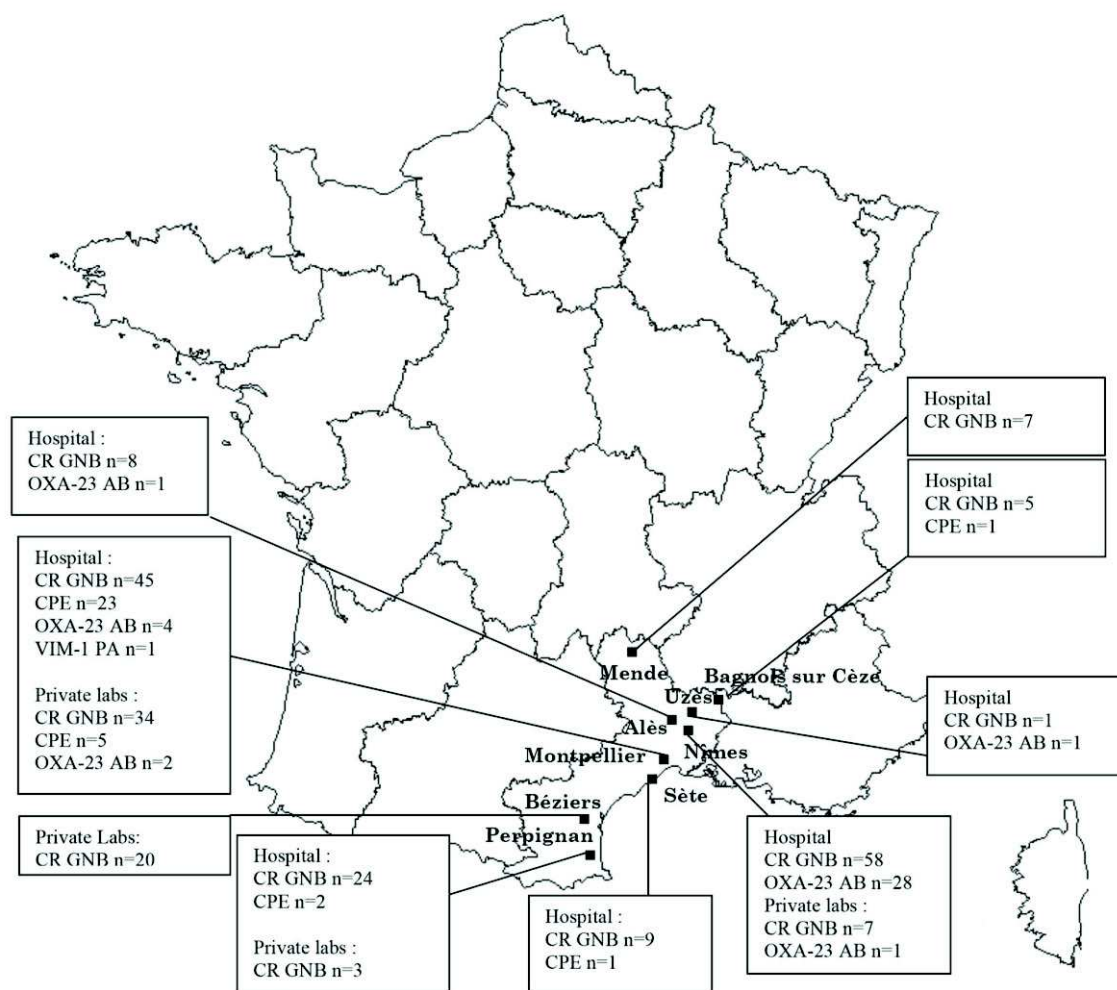 Hospital
CR GNB n=7
Hospital
CR GNB n=5
CPE n=1
Hospital :
CR GNB n=8
OXA-23 AB n=1
Hospital :
CR GNB n=45
CPE n=23
OXA-23 AB n=4
VIM-1 PA n=1
Private labs :
CR GNB n=34
CPE n=5
OXA-23 AB n=2
Mende
Bagnols sur Cèze
Uzès
Alès
Nîmes
Montpellier
Sète
Béziers
Perpignan
Hospital
CR GNB n=1
OXA-23 AB n=1
Private Labs:
CR GNB n=20
Hospital :
CR GNB n=24
CPE n=2
Private labs :
CR GNB n=3
Hospital :
CR GNB n=9
CPE n=1
Hospital
CR GNB n=58
OXA-23 AB n=28
Private labs :
CR GNB n=7
OXA-23 AB n=1